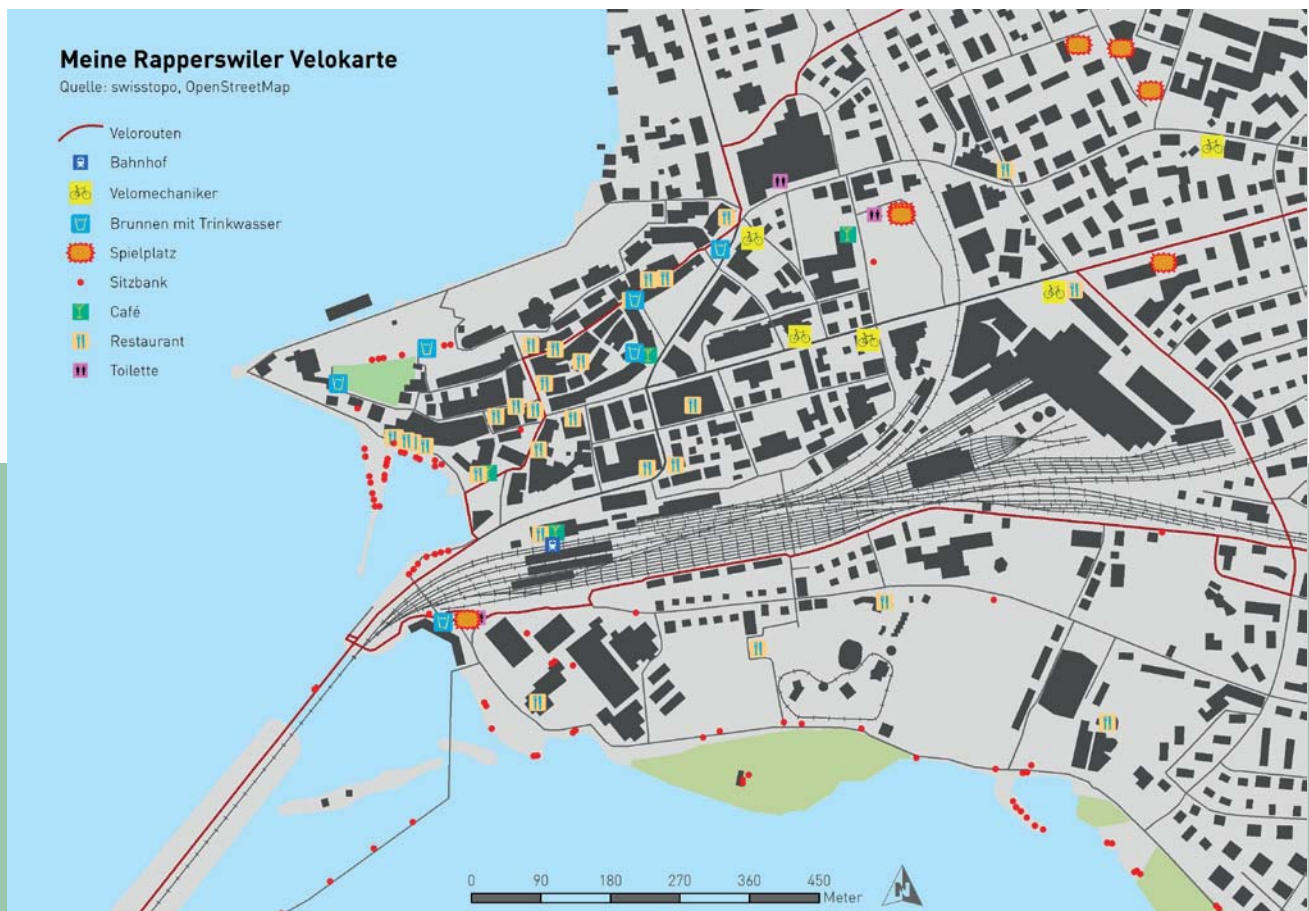 Meine Rapperswiler Velokarte
Quelle: swisstopo, OpenStreetMap
Velorouten
Bahnhof
Velomechaniker
Brunnen mit Trinkwasser
Spielplatz
Sitzbank
Café
Restaurant
Toilette
0 90 180 270 360 450
Meter
N